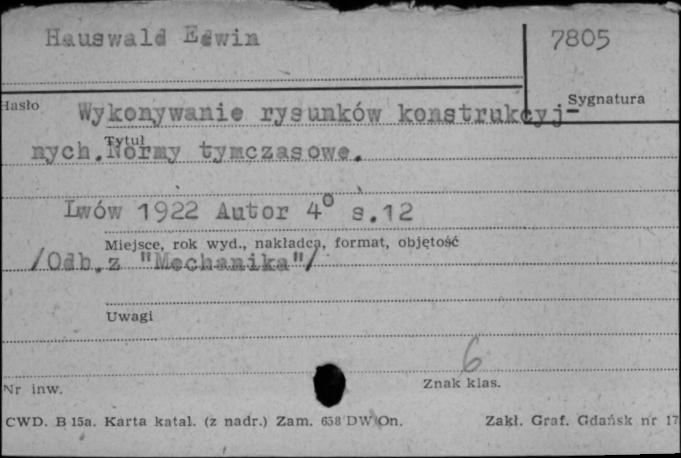 Hauswald Edwin
7805
Hasło
Sygnatura
Wykonywanie rysunków konstrukcyj-
Tytuł
nych.Normy tymczasowe.
Lwów 1922 Autor 4° s.12
Miejsce, rok wyd., nakładca, format, objętość
/Odb.z "Mechanika"/
Uwagi
6
Nr inw.
Znak klas.
CWD. B 15a. Karta katal. (z nadr.) Zam. 658 DW/On.
Zakł. Graf. Gdańsk nr 17